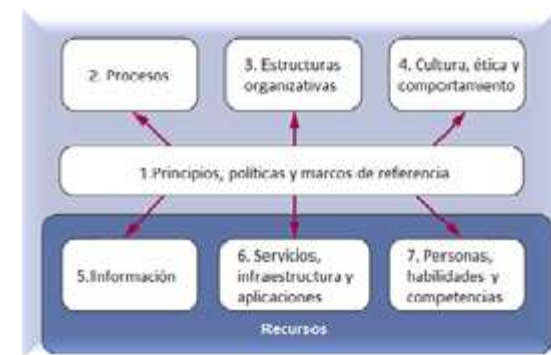 2. Procesos
3. Estructuras
organizativas
4. Cultura, ética y
comportamiento
1.Principios, políticas y marcos de referencia
5.Información
6. Servicios,
infraestructura y
aplicaciones
7. Personas,
habilidades y
competencias
Recursos